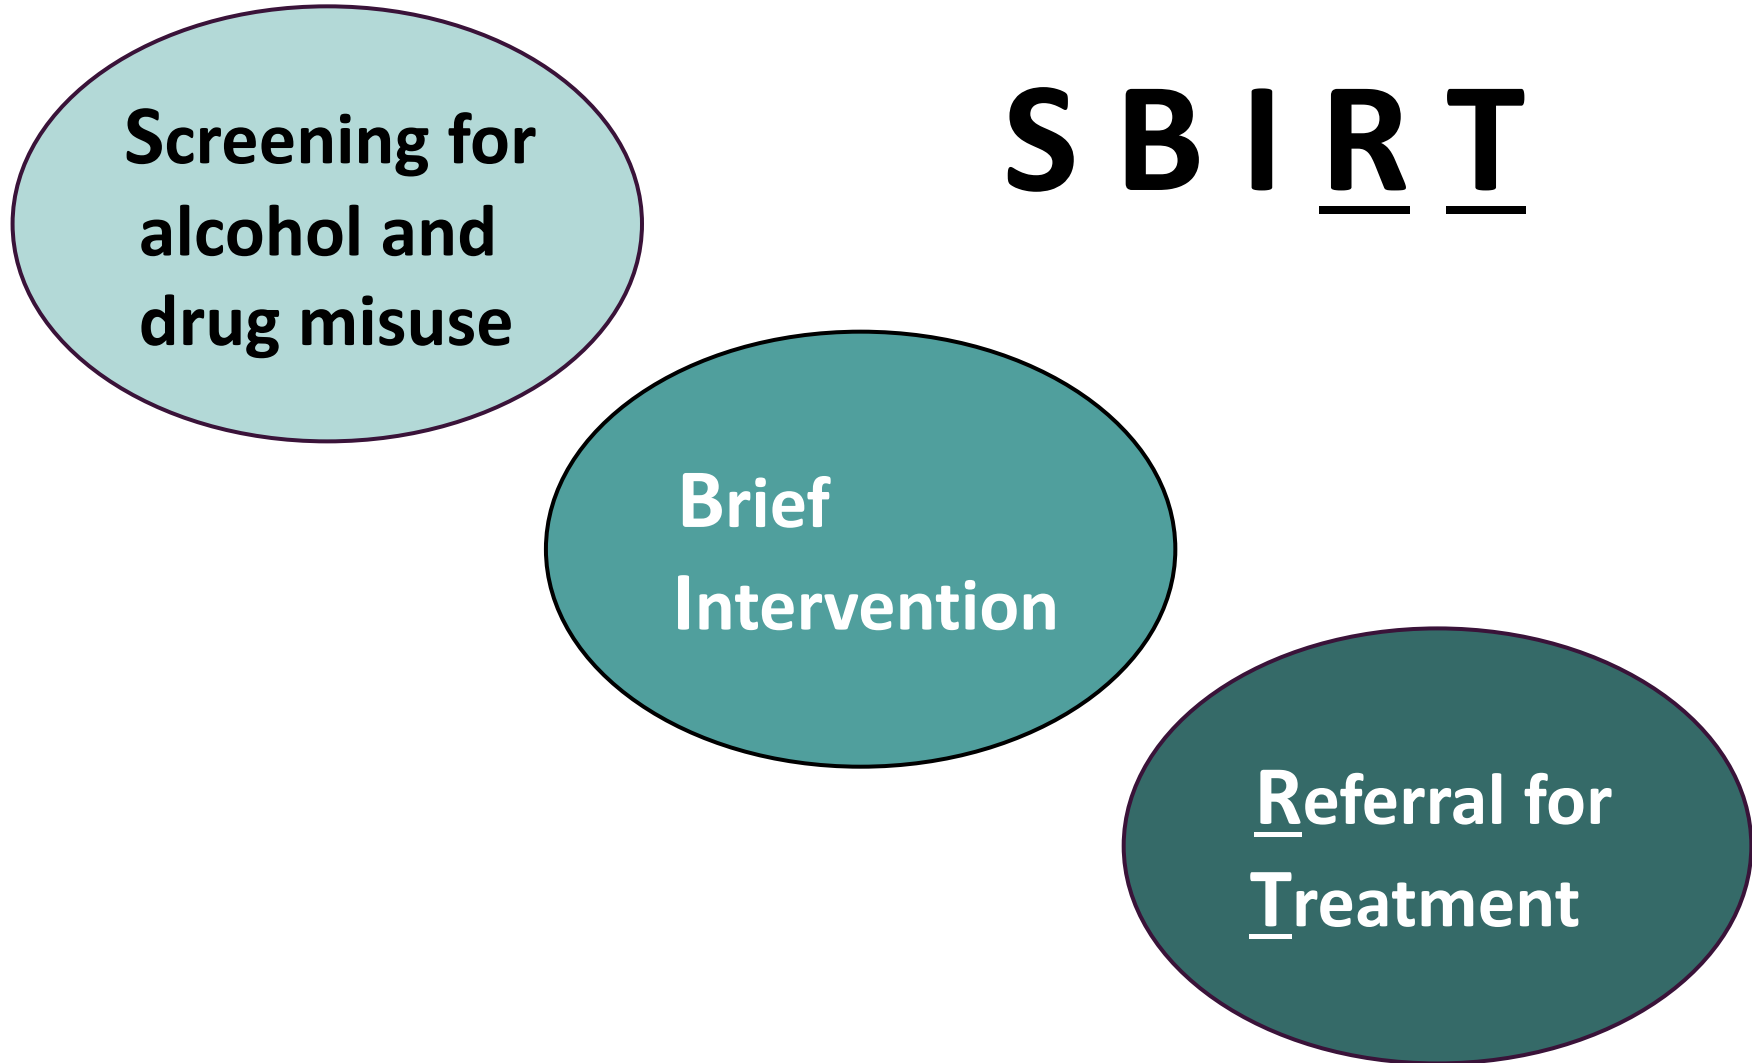 S B I R T
Screening for
alcohol and
drug misuse
Brief
Intervention
Referral for
Treatment